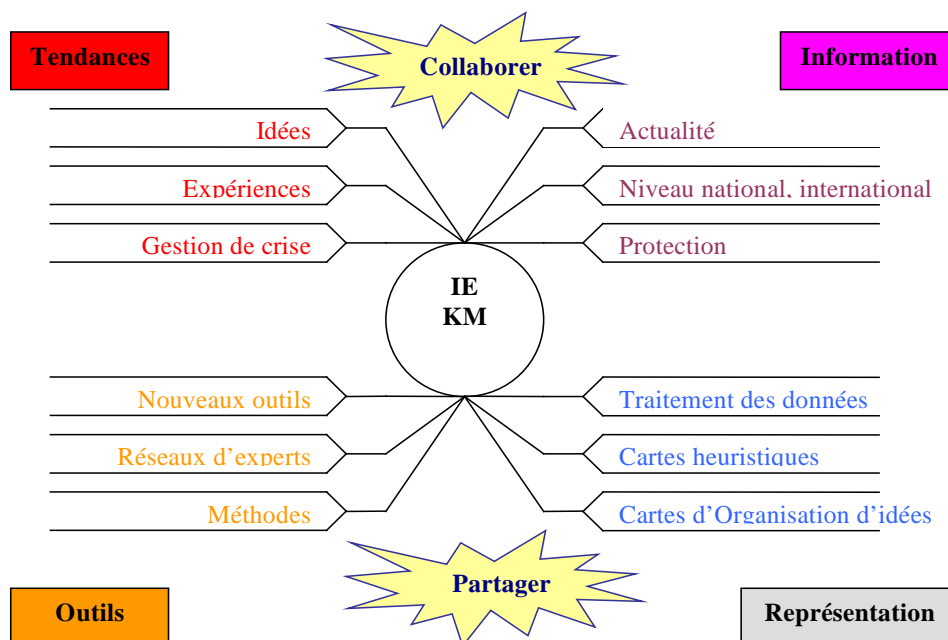 Tendances
Collaborer
Information
Idées
Actualité
Expériences
Niveau national, international
Gestion de crise
Protection
IE
KM
Nouveaux outils
Traitement des données
Réseaux d’experts
Cartes heuristiques
Méthodes
Cartes d’Organisation d’idées
Partager
Outils
Représentation